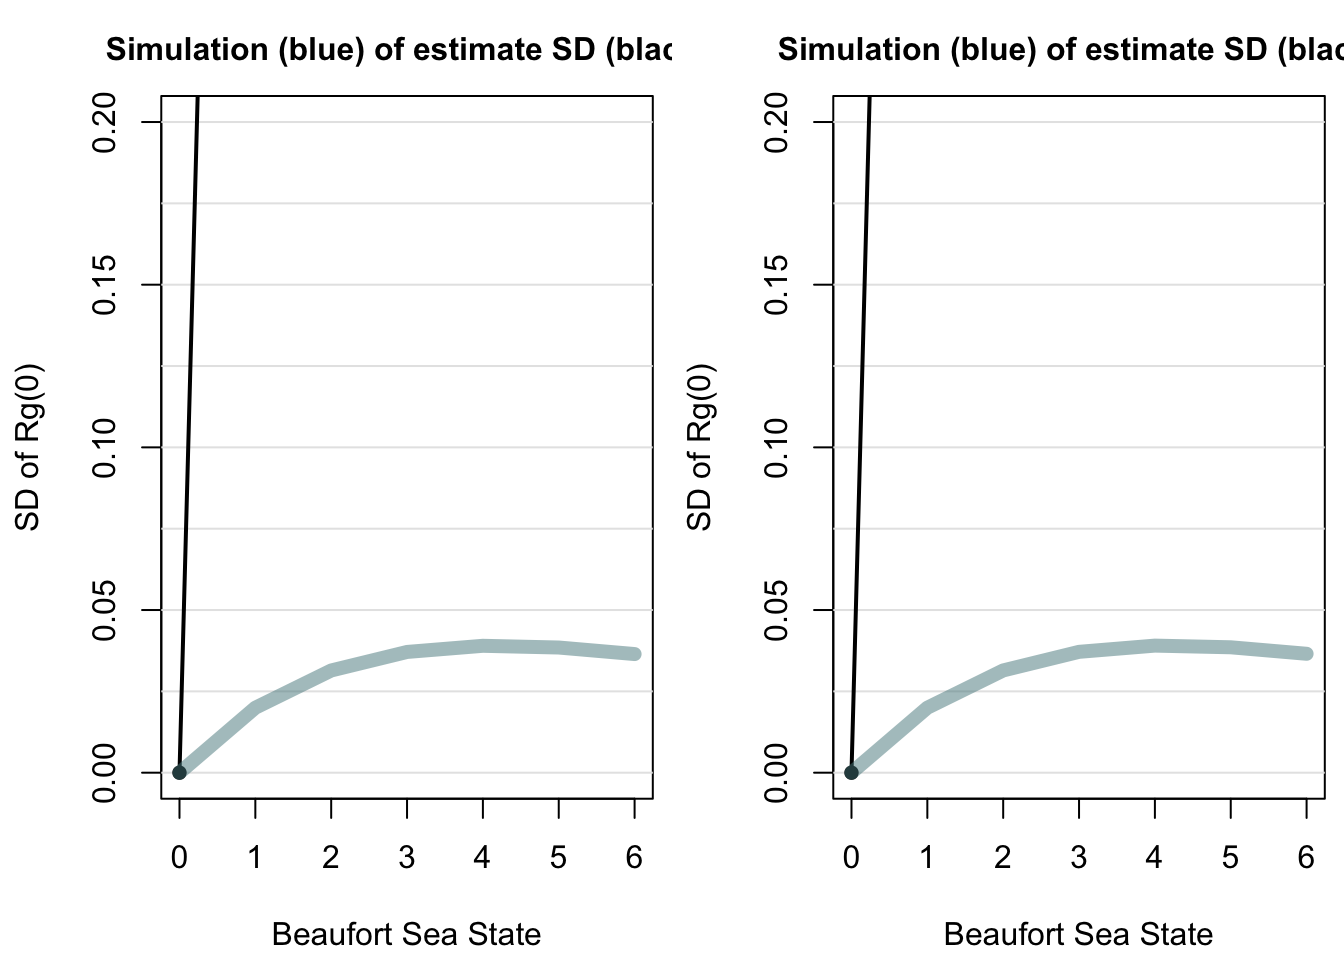 Simulation (blue) of estimate SD (blac
SD of Rg(0)
0.20
0.15
0.10
0.05
0.00
0 1 2 3 4 5 6
Beaufort Sea State
Simulation (blue) of estimate SD (blac
SD of Rg(0)
0.20
0.15
0.10
0.05
0.00
0 1 2 3 4 5 6
Beaufort Sea State